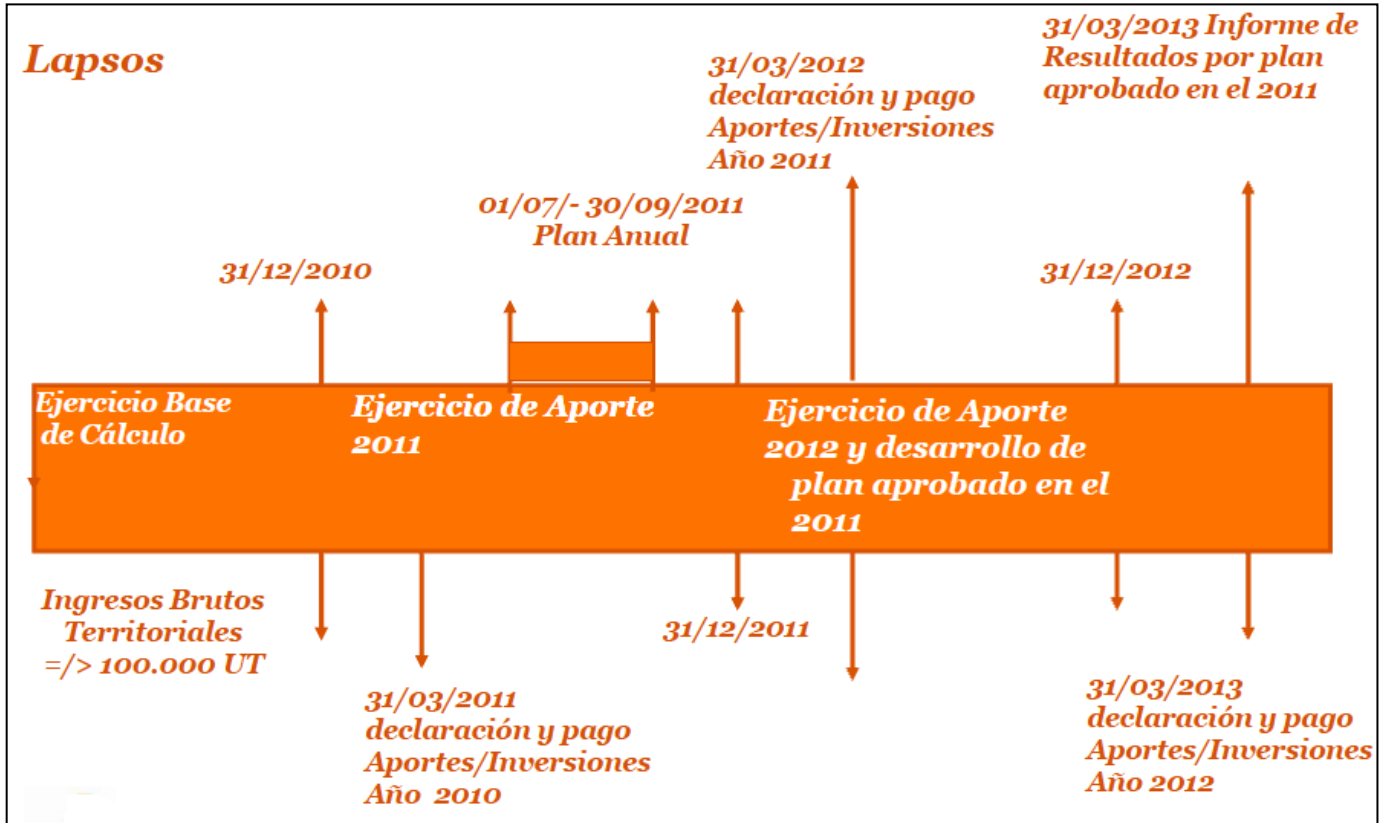 Lapsos
31/03/2013 Informe de
Resultados por plan
aprobado en el 2011
31/03/2012
declaración y pago
Aportes/Inversiones
Año 2011
01/07/- 30/09/2011
Plan Anual
31/12/2010
31/12/2012
Ejercicio Base
de Cálculo
Ejercicio de Aporte
2011
Ejercicio de Aporte
2012 y desarrollo de
plan aprobado en el
2011
Ingresos Brutos
Territoriales
=/> 100.000 UT
31/12/2011
31/03/2011
declaración y pago
Aportes/Inversiones
Año 2010
31/03/2013
declaración y pago
Aportes/Inversiones
Año 2012